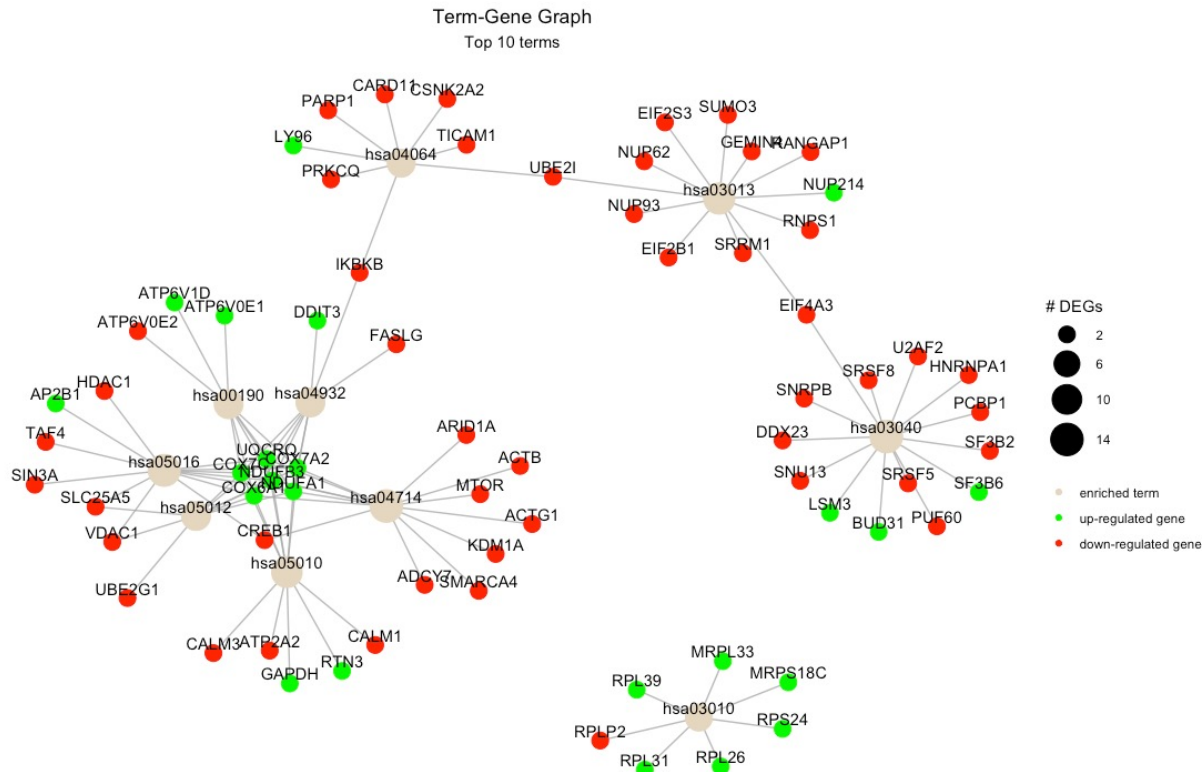 Term-Gene Graph
Top 10 terms
CARD11
CSNK2A2
PARP1
LY96
TICAM1
hsa04064
PRKCQ
UBE2I
EIF2S3
SUMO3
GEMIN4
RANGAP1
NUP62
hsa03013
NUP214
NUP93
RNPS1
EIF2B1
SRRM1
IKBKB
ATP6V1D
ATP6V0E1
ATP6V0E2
DDIT3
FASLG
EIF4A3
# DEGs
2
6
10
14
enriched term
up-regulated gene
down-regulated gene
U2AF2
SRSF8
HNRNPA1
SNRPB
PCBP1
hsa03040
DDX23
SF3B2
SNU13
SRSF5
SF3B6
LSM3
BUD31
PUF60
HDAC1
AP2B1
hsa00190
hsa04932
TAF4
hsa05016
UQCRQ
COX7C
COX7A2
NDUFB3
COX6A1
NDUFA1
SIN3A
SLC25A5
hsa05012
hsa04714
ARID1A
ACTB
MTOR
ACTG1
VDAC1
CREB1
KDM1A
hsa05010
ADCY7
SMARCA4
UBE2G1
CALM3
ATP2A2
CALM1
GAPDH
RTN3
MRPL33
MRPS18C
RPL39
hsa03010
RPS24
RPLP2
RPL31
RPL26